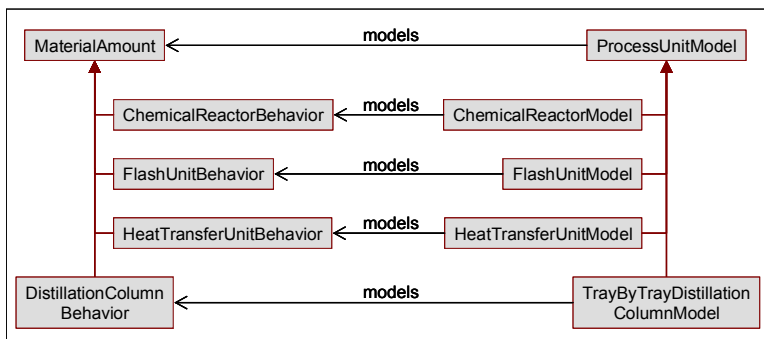 models
MaterialAmount
ProcessUnitModel
models
ChemicalReactorBehavior
ChemicalReactorModel
models
FlashUnitBehavior
FlashUnitModel
models
HeatTransferUnitBehavior
HeatTransferUnitModel
models
DistillationColumn
Behavior
TrayByTrayDistillation
ColumnModel